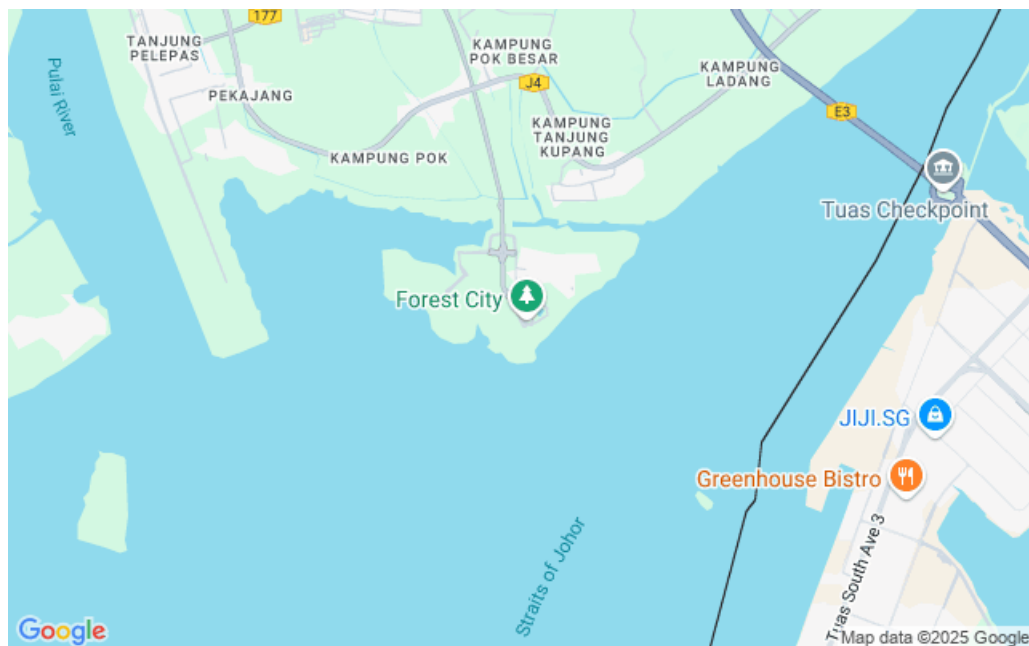 177
TANJUNG
PELEPAS
KAMPUNG
POK BESAR
KAMPUNG
LADANG
Pulai River
PEKAJANG
J4
E3
KAMPUNG
TANJUNG
KUPANG
KAMPUNG POK
Tuas Checkpoint
Forest City
JIJI.SG
Greenhouse Bistro
Straits of Johor
Tuas South Ave 3
Google
Map data ©2025 Google